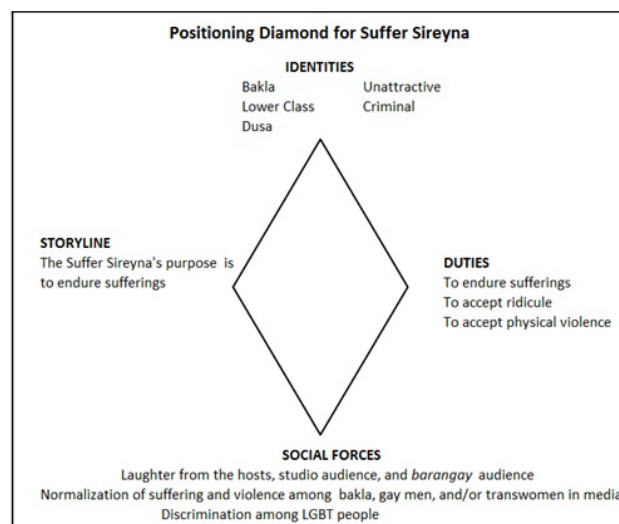 Positioning Diamond for Suffer Sireyna
IDENTITIES
Bakla Unattractive
Lower Class Criminal
Dusa
STORYLINE
The Suffer Sireyna's purpose is
to endure sufferings
DUTIES
To endure sufferings
To accept ridicule
To accept physical violence
SOCIAL FORCES
Laughter from the hosts, studio audience, and barangay audience
Normalization of suffering and violence among bakla, gay men, and/or transwomen in media
Discrimination among LGBT people